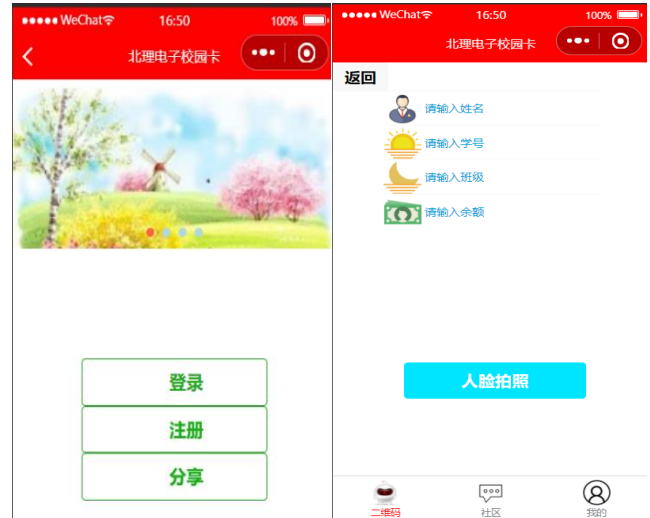 WeChat 16:50 100%
北理电子校园卡
登录
注册
分享
WeChat 16:50 100%
北理电子校园卡
返回
请输入姓名
请输入学号
请输入班级
请输入余额
人脸拍照
二维码 社区 我的